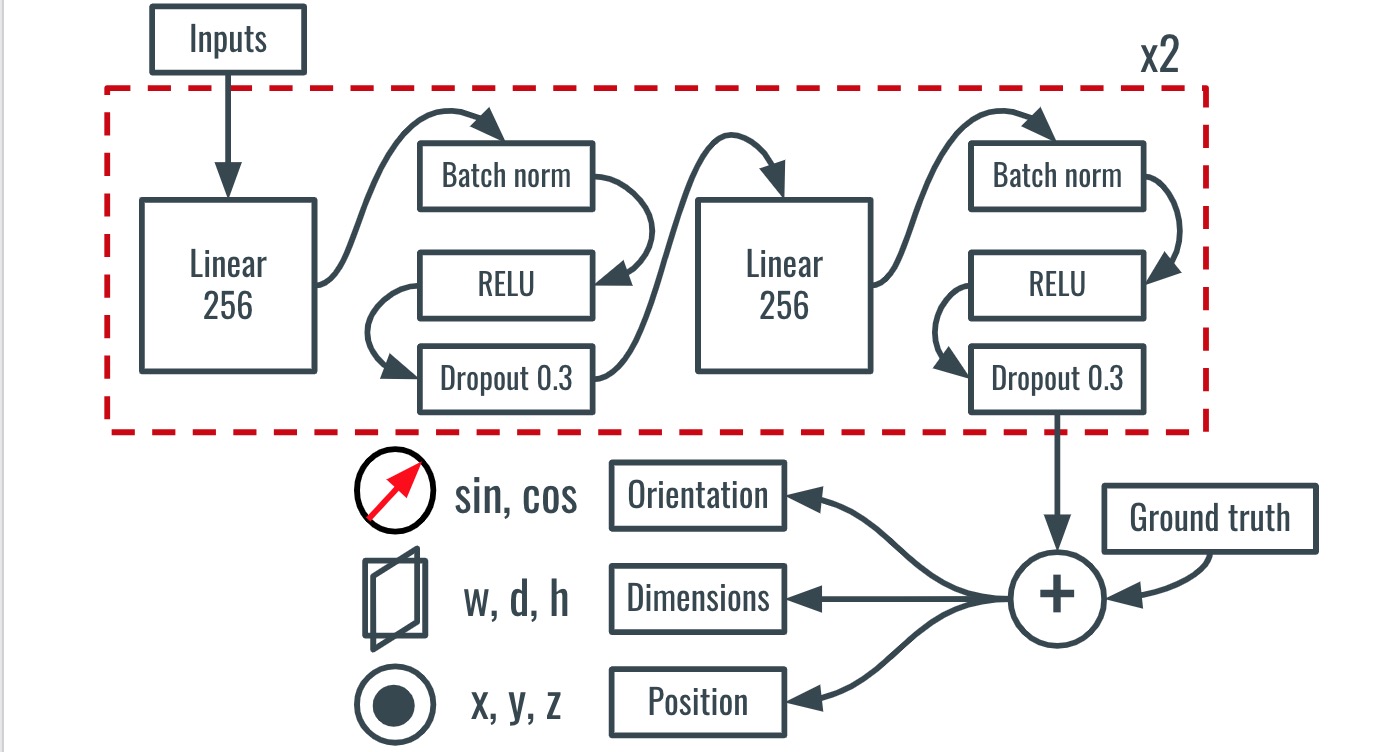 Inputs
x2
Linear
256
Batch norm
RELU
Dropout 0.3
Linear
256
Batch norm
RELU
Dropout 0.3
sin, cos
Orientation
Ground truth
w, d, h
Dimensions
+
x, y, z
Position